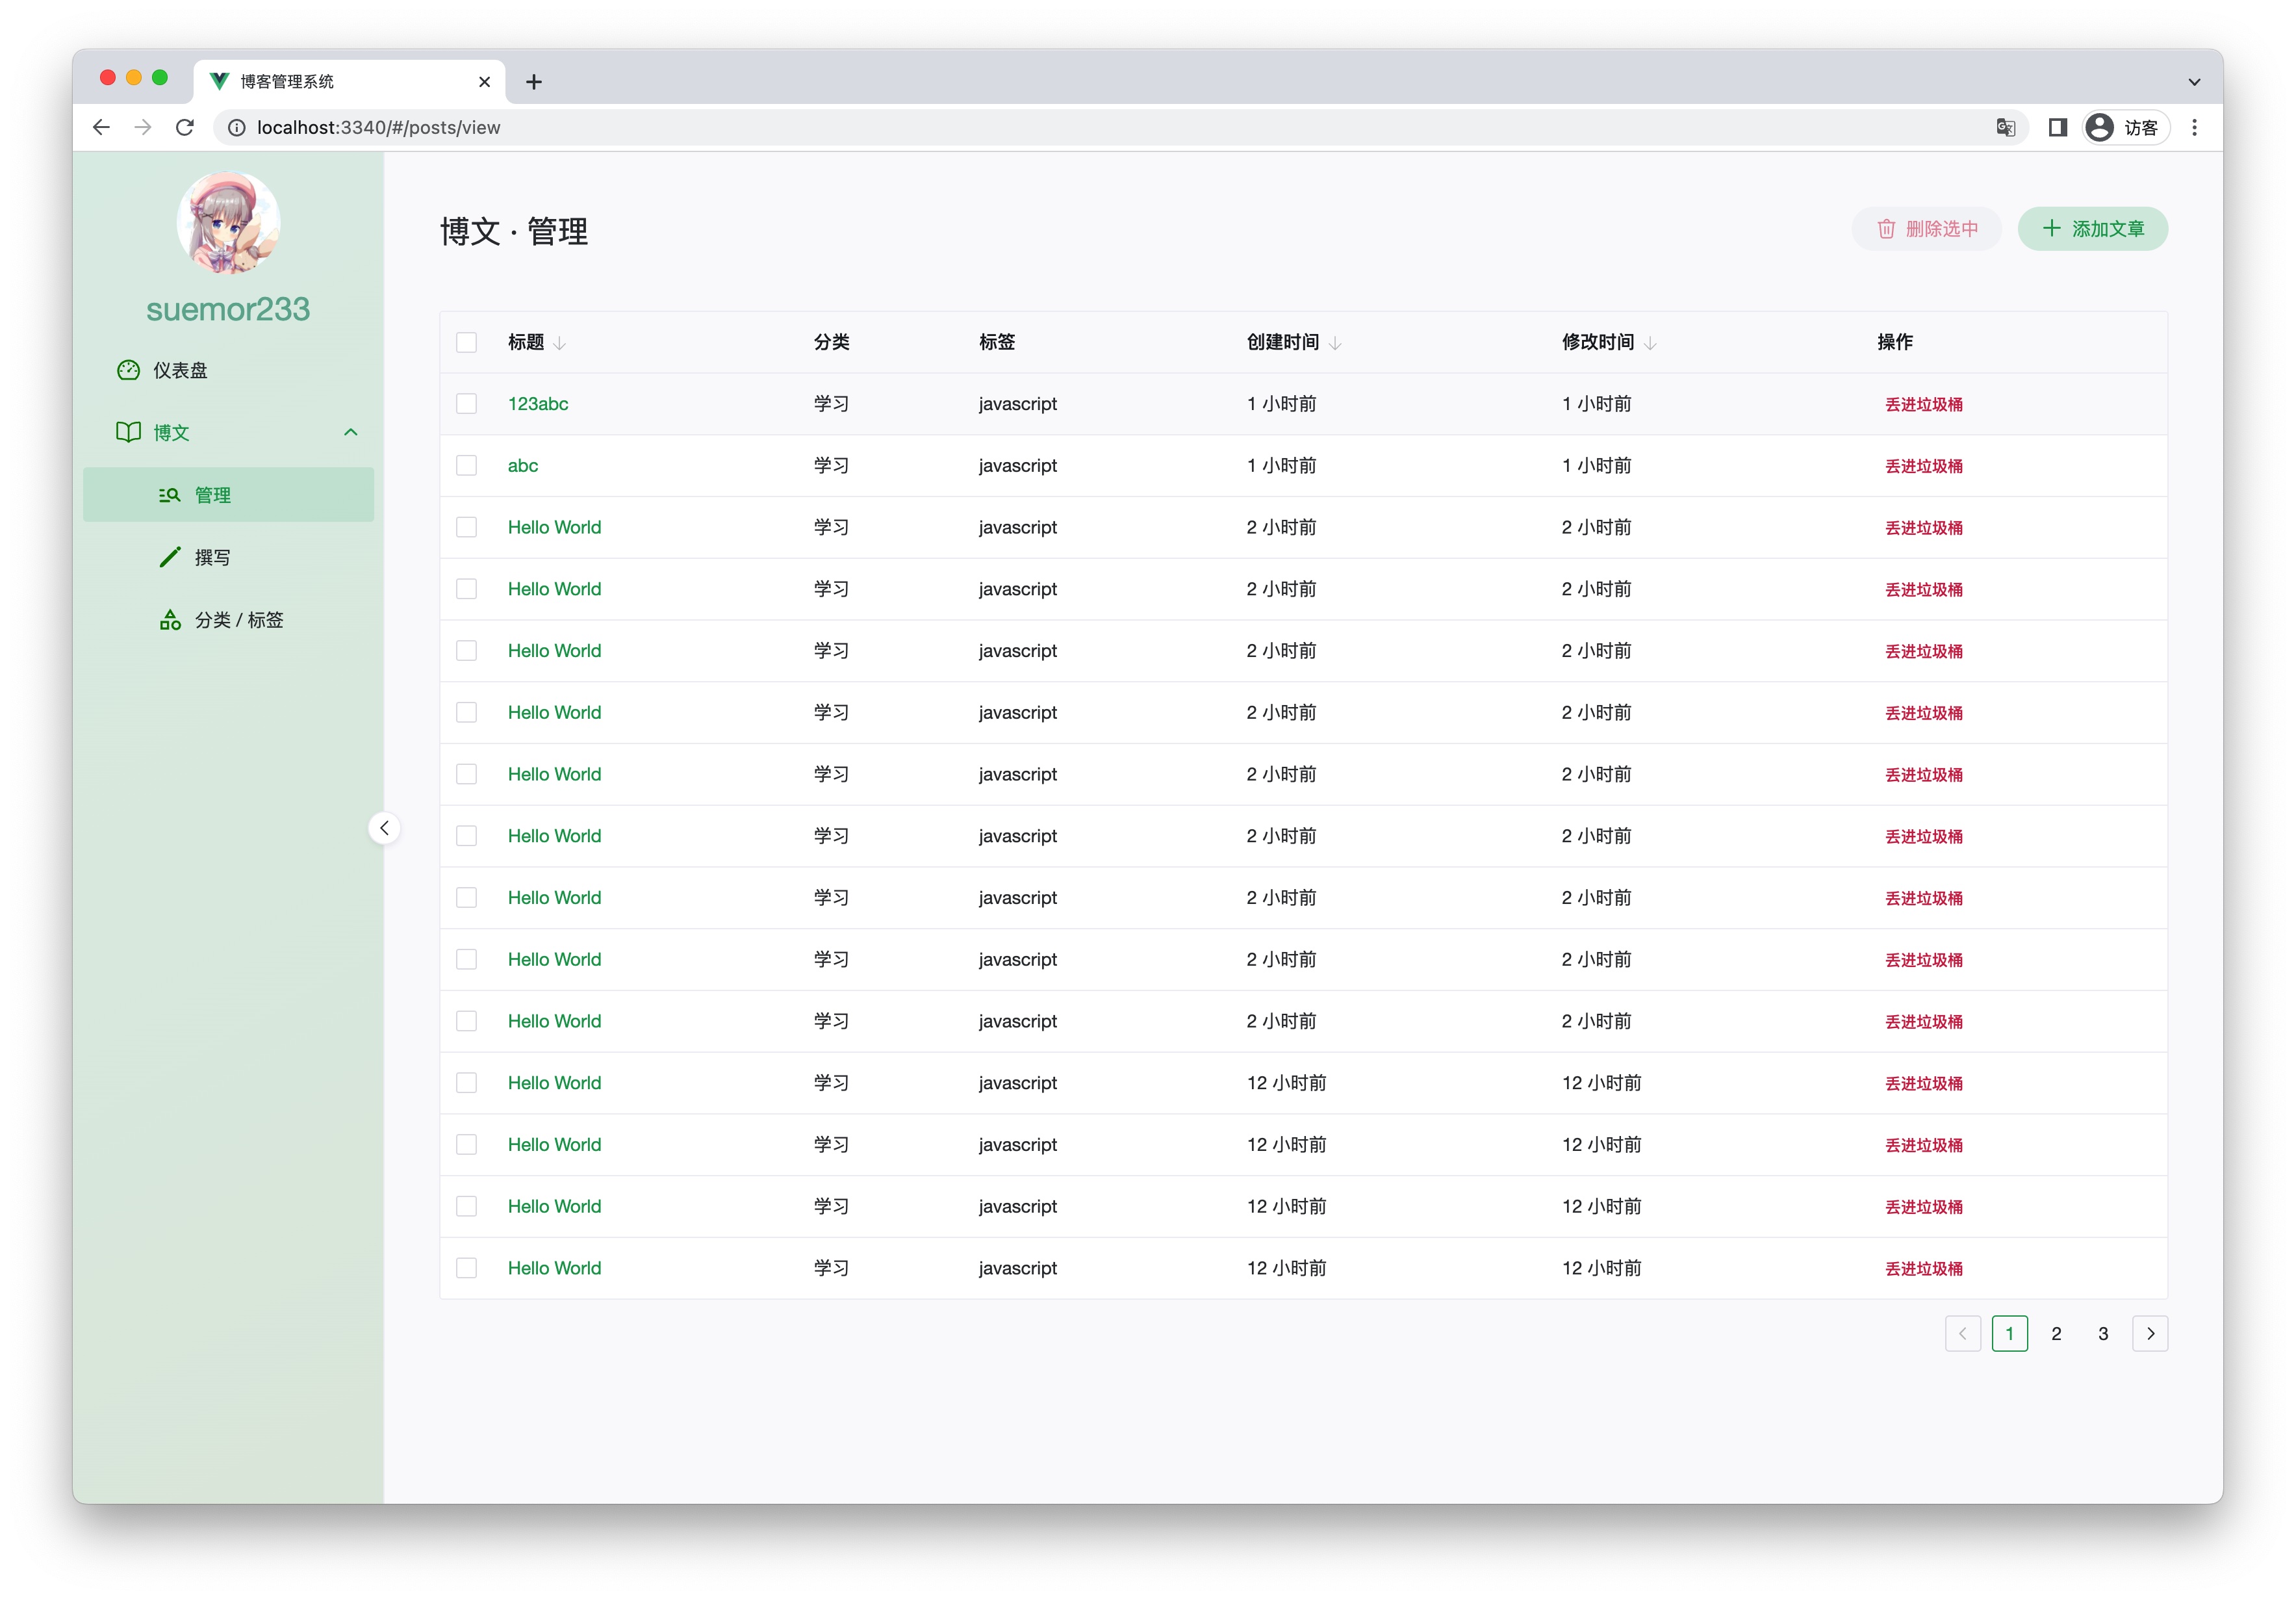 博客管理系统
localhost:3340/#/posts/view
访客
suemor233
仪表盘
博文
管理
撰写
分类 / 标签
博文 · 管理
删除选中
添加文章
标题 分类 标签 创建时间 修改时间 操作
123abc 学习 javascript 1 小时前 1 小时前 丢进垃圾桶
abc 学习 javascript 1 小时前 1 小时前 丢进垃圾桶
Hello World 学习 javascript 2 小时前 2 小时前 丢进垃圾桶
Hello World 学习 javascript 2 小时前 2 小时前 丢进垃圾桶
Hello World 学习 javascript 2 小时前 2 小时前 丢进垃圾桶
Hello World 学习 javascript 2 小时前 2 小时前 丢进垃圾桶
Hello World 学习 javascript 2 小时前 2 小时前 丢进垃圾桶
Hello World 学习 javascript 2 小时前 2 小时前 丢进垃圾桶
Hello World 学习 javascript 2 小时前 2 小时前 丢进垃圾桶
Hello World 学习 javascript 2 小时前 2 小时前 丢进垃圾桶
Hello World 学习 javascript 2 小时前 2 小时前 丢进垃圾桶
Hello World 学习 javascript 12 小时前 12 小时前 丢进垃圾桶
Hello World 学习 javascript 12 小时前 12 小时前 丢进垃圾桶
Hello World 学习 javascript 12 小时前 12 小时前 丢进垃圾桶
Hello World 学习 javascript 12 小时前 12 小时前 丢进垃圾桶
1 2 3